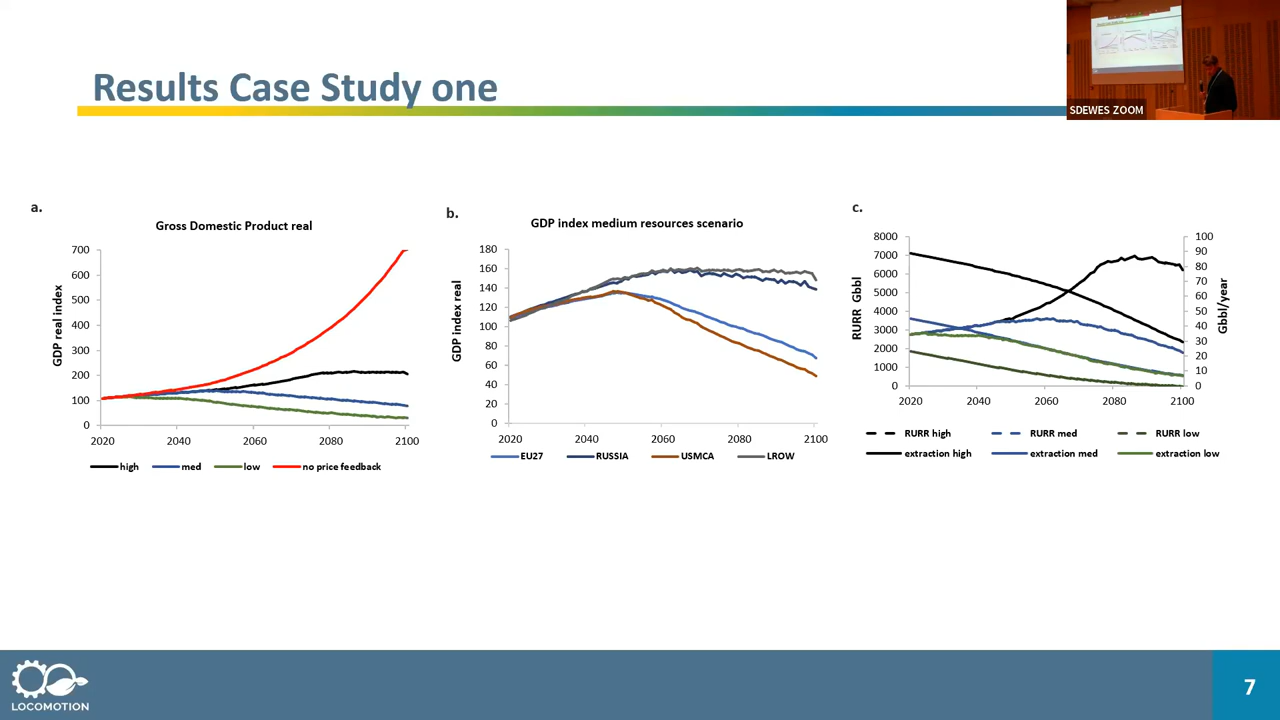 Results Case Study one
SDEWES ZOOM
a.
Gross Domestic Product real
GDP real index
700
600
500
400
300
200
100
0
2020 2040 2060 2080 2100
high med low no price feedback
b.
GDP index medium resources scenario
GDP index real
180
160
140
120
100
80
60
40
20
0
2020 2040 2060 2080 2100
EU27 RUSSIA USMCA LROW
c.
RURR Gbbl
8000
7000
6000
5000
4000
3000
2000
1000
0
100
90
80
70
60
50
40
30
20
10
0
Gbbl/year
2020 2040 2060 2080 2100
RURR high RURR med RURR low
extraction high extraction med extraction low
LOCOMOTION
7